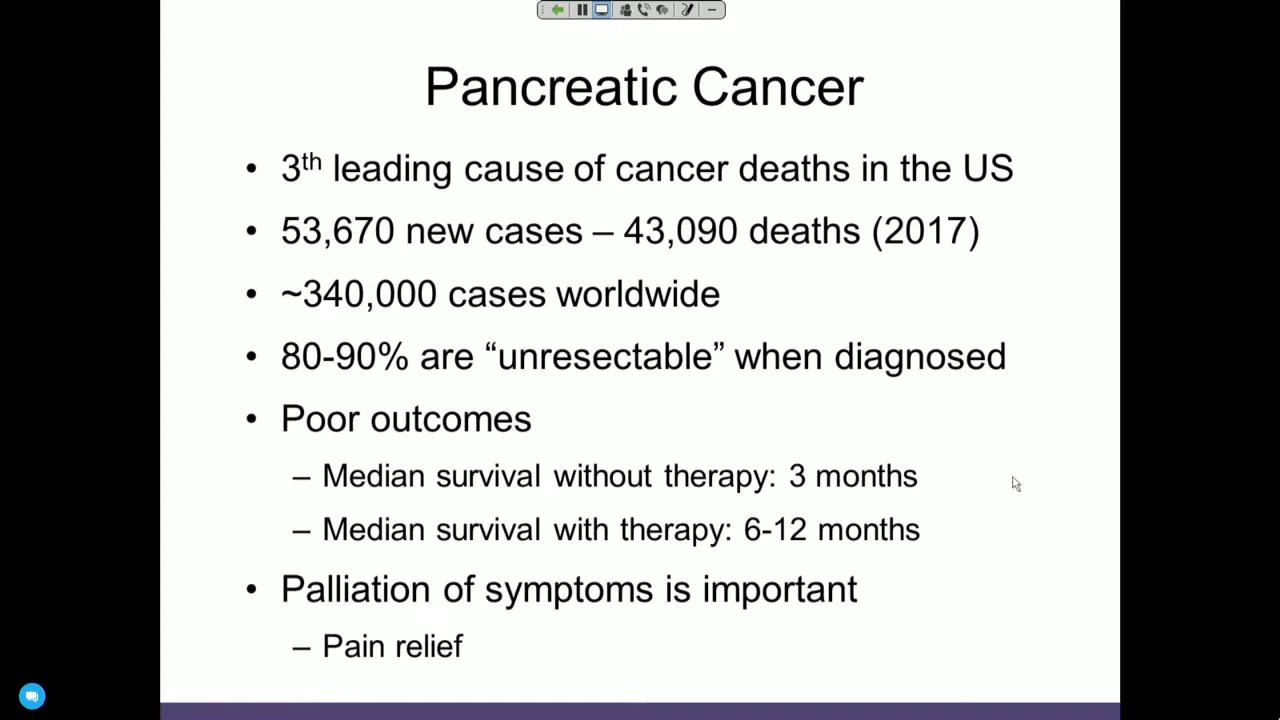 Pancreatic Cancer
• 3th leading cause of cancer deaths in the US
• 53,670 new cases – 43,090 deaths (2017)
• ~340,000 cases worldwide
• 80-90% are “unresectable” when diagnosed
• Poor outcomes
– Median survival without therapy: 3 months
– Median survival with therapy: 6-12 months
• Palliation of symptoms is important
– Pain relief